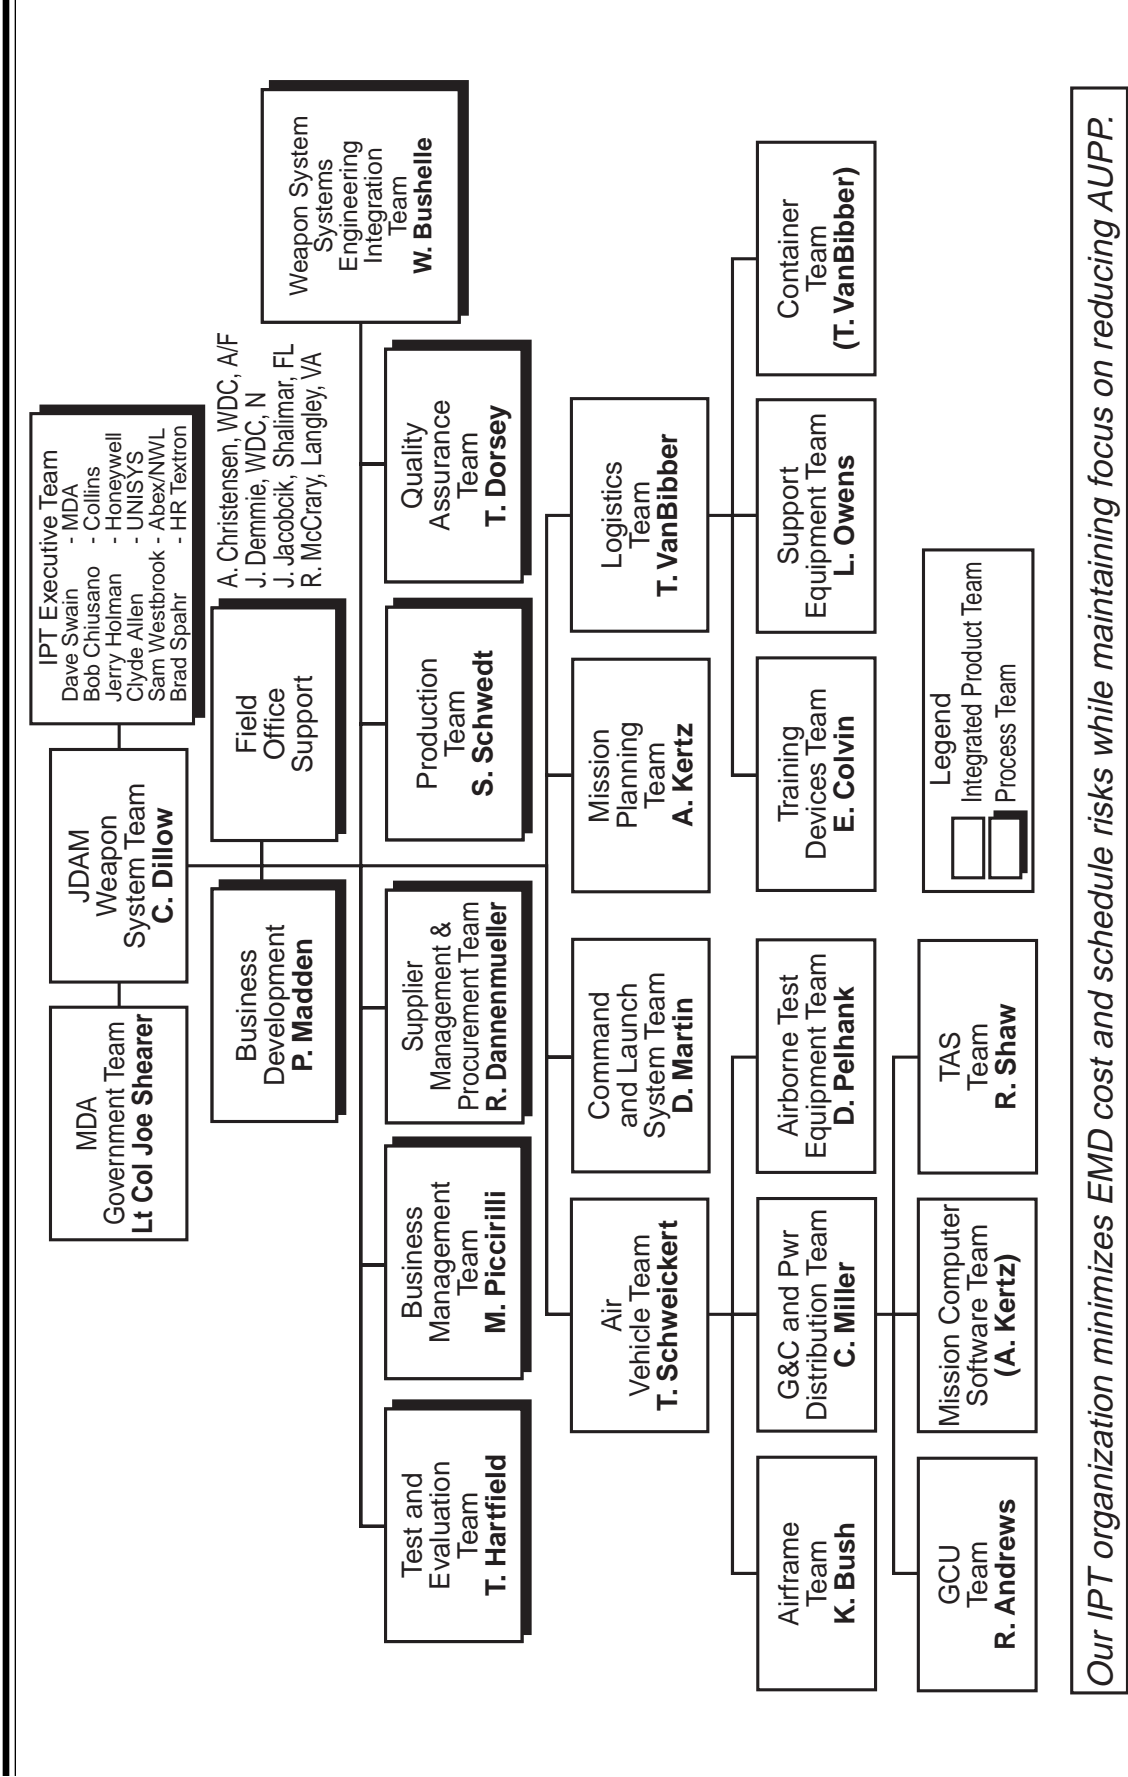 MDA
Government Team
Lt Col Joe Shearer
JDAM
Weapon
System Team
C. Dillow
IPT Executive Team
Dave Swain - MDA
Bob Chiusano - Collins
Jerry Holman - Honeywell
Clyde Allen - UNISYS
Sam Westbrook - Abex/NWL
Brad Spahr - HR Textron
Business
Development
P. Madden
Field
Office
Support
A. Christensen, WDC, A/F
J. Demmie, WDC, N
J. Jacobcik, Shalimar, FL
R. McCrary, Langley, VA
Weapon System
Systems
Engineering
Integration
Team
W. Bushelle
Test and
Evaluation
Team
T. Hartfield
Business
Management
Team
M. Piccirilli
Supplier
Management &
Procurement Team
R. Dannenmueller
Production
Team
S. Schwedt
Quality
Assurance
Team
T. Dorsey
Air
Vehicle Team
T. Schweickert
Command
and Launch
System Team
D. Martin
Mission
Planning
Team
A. Kertz
Logistics
Team
T. VanBibber
Airframe
Team
K. Bush
G&C and Pwr
Distribution Team
C. Miller
Airborne Test
Equipment Team
D. Pelhank
Training
Devices Team
E. Colvin
Support
Equipment Team
L. Owens
Container
Team
(T. VanBibber)
GCU
Team
R. Andrews
Mission Computer
Software Team
(A. Kertz)
TAS
Team
R. Shaw
Legend
Integrated Product Team
Process Team
Our IPT organization minimizes EMD cost and schedule risks while maintaining focus on reducing AUPP.